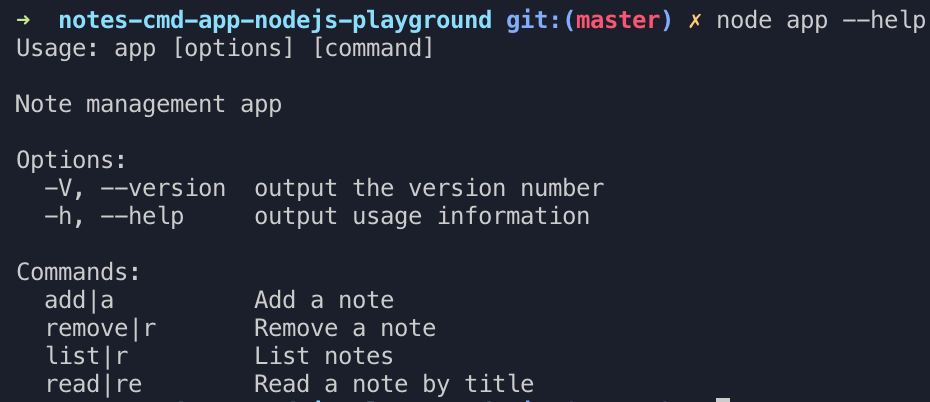 ➜  notes-cmd-app-nodejs-playground git:(master) ✗ node app --help
Usage: app [options] [command]

Note management app

Options:
  -V, --version  output the version number
  -h, --help     output usage information

Commands:
  add|a          Add a note
  remove|r       Remove a note
  list|r         List notes
  read|re        Read a note by title